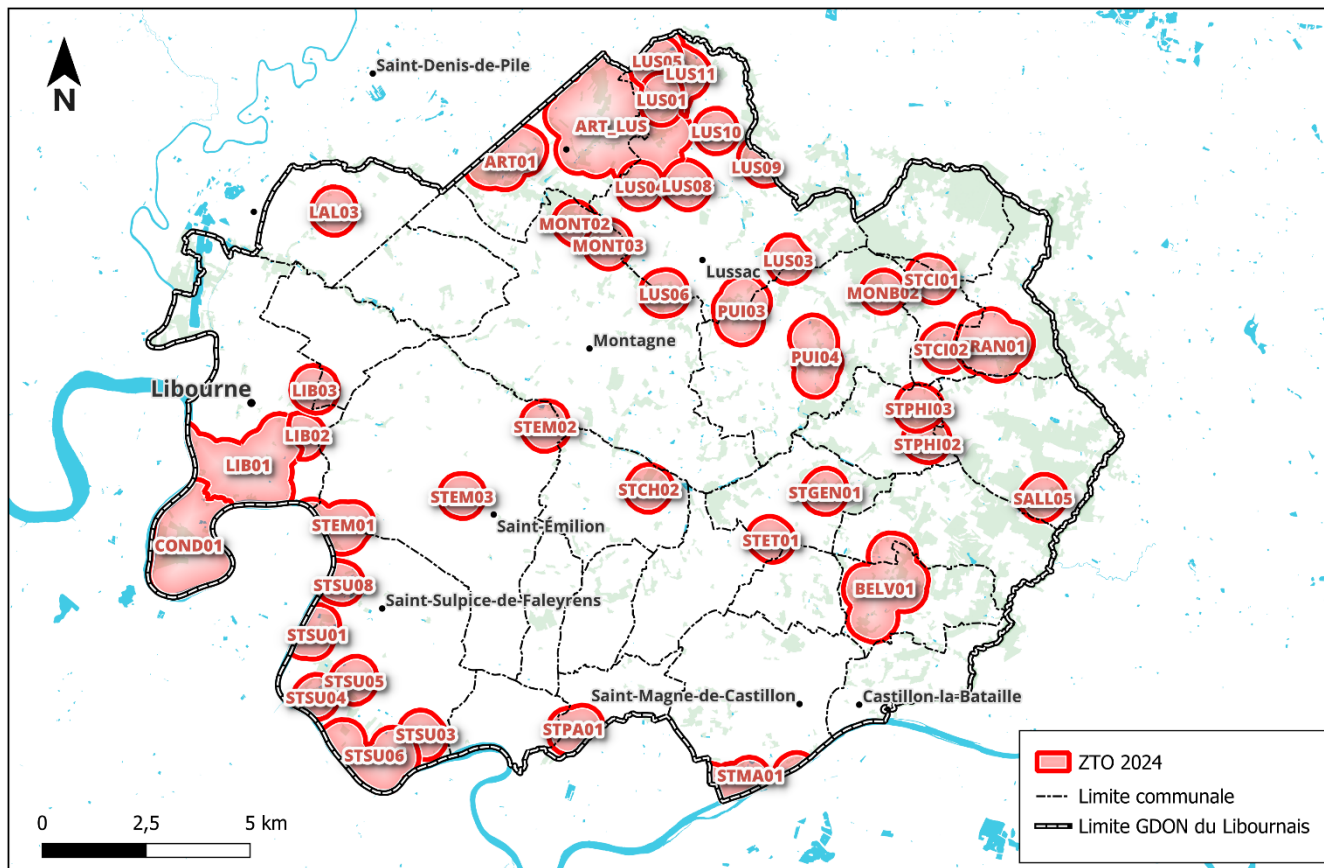 Saint-Denis-de-Pile
N
LUS05
LUS11
LUS01
ART_LUS
LUS10
ART01
LUS09
LUS0
LUS08
LAL03
MONT02
MONT03
Lussac
LUS03
STCI01
MONB02
LUS06
PUI03
Montagne
PUI04
STCI02
RAN01
Libourne
LIB03
STPHI03
LIB02
STEM02
STPHI02
LIB01
STEM03
STCH02
STGEN01
SALL05
Saint-Émilion
STEM01
STET01
COND01
STSU08
BELV01
Saint-Sulpice-de-Faleyrens
STSU01
STSU05
STSU04
Saint-Magne-de-Castillon
Castillon-la-Bataille
STSU03
STPA01
STSU06
STMA01
ZTO 2024
Limite communale
Limite GDON du Libournais
0 2,5 5 km